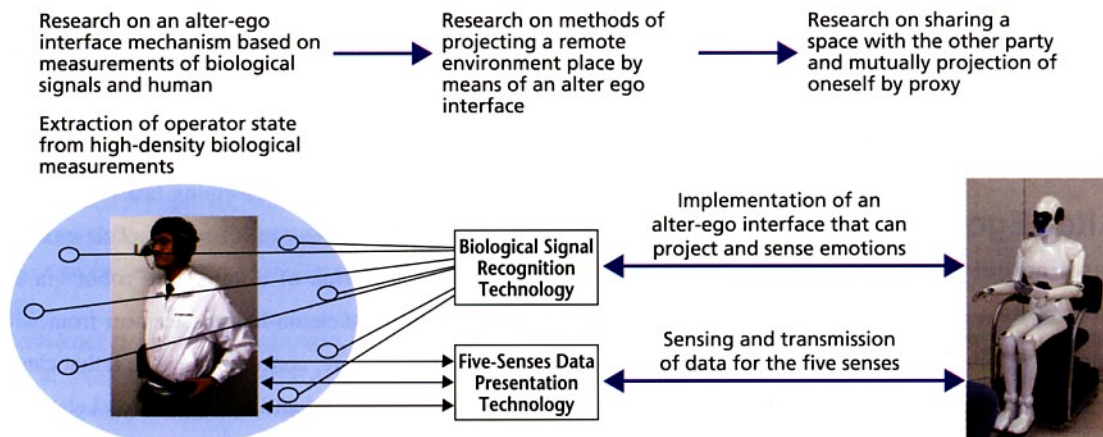 Research on an alter-ego
interface mechanism based on
measurements of biological
signals and human
Research on methods of
projecting a remote
environment place by
means of an alter ego
interface
Research on sharing a
space with the other party
and mutually projection of
oneself by proxy
Extraction of operator state
from high-density biological
measurements
Biological Signal
Recognition
Technology
Implementation of an
alter-ego interface that can
project and sense emotions
Five-Senses Data
Presentation
Technology
Sensing and transmission
of data for the five senses